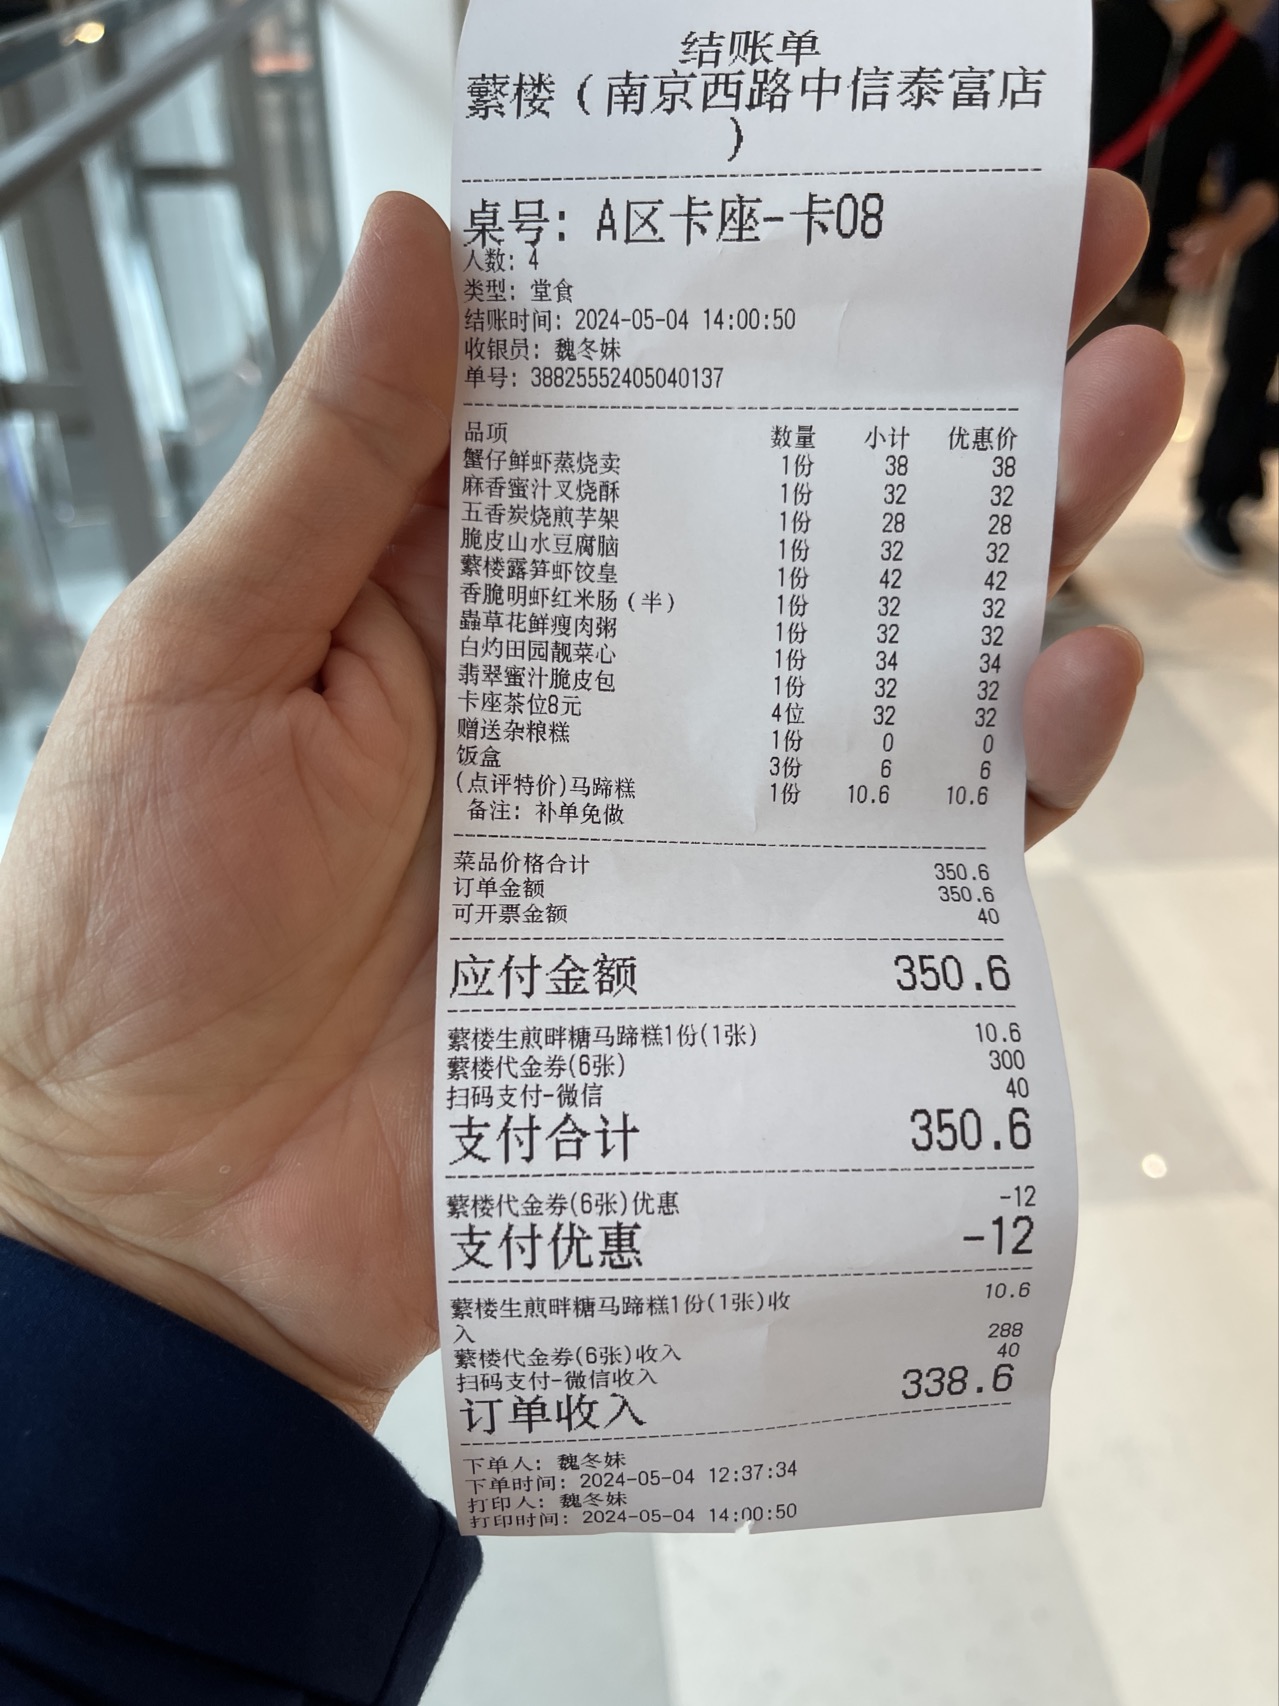 结账单
蘩楼（南京西路中信泰富店
）
桌号: A区卡座-卡08
人数: 4
类型: 堂食
结账时间: 2024-05-04 14:00:50
收银员: 魏冬妹
单号: 38825552405040137
品项 数量 小计 优惠价
蟹仔鲜虾蒸烧卖 1份 38 38
麻香蜜汁叉烧酥 1份 32 32
五香炭烧煎芋架 1份 28 28
脆皮山水豆腐脑 1份 32 32
蘩楼露笋虾饺皇 1份 42 42
香脆明虾红米肠（半） 1份 32 32
蟲草花鲜瘦肉粥 1份 32 32
白灼田园靓菜心 1份 34 34
翡翠蜜汁脆皮包 1份 32 32
卡座茶位8元 4位 32 32
赠送杂粮糕 1份 0 0
饭盒 3份 6 6
(点评特价)马蹄糕 1份 10.6 10.6
备注: 补单免做
菜品价格合计 350.6
订单金额 350.6
可开票金额 40
应付金额 350.6
蘩楼生煎畔糖马蹄糕1份(1张) 10.6
蘩楼代金券(6张) 300
扫码支付-微信 40
支付合计 350.6
蘩楼代金券(6张)优惠 -12
支付优惠 -12
蘩楼生煎畔糖马蹄糕1份(1张)收 10.6
入
蘩楼代金券(6张)收入 288
扫码支付-微信收入 40
订单收入 338.6
下单人: 魏冬妹
下单时间: 2024-05-04 12:37:34
打印人: 魏冬妹
打印时间: 2024-05-04 14:00:50